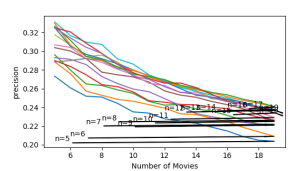 precision
0.32
0.30
0.28
0.26
0.24
0.22
0.20
n=5
n=6
n=7
n=8
n=9
n=10
n=11
n=12
n=13
n=14
n=16
n=17
n=19
6 8 10 12 14 16 18
Number of Movies